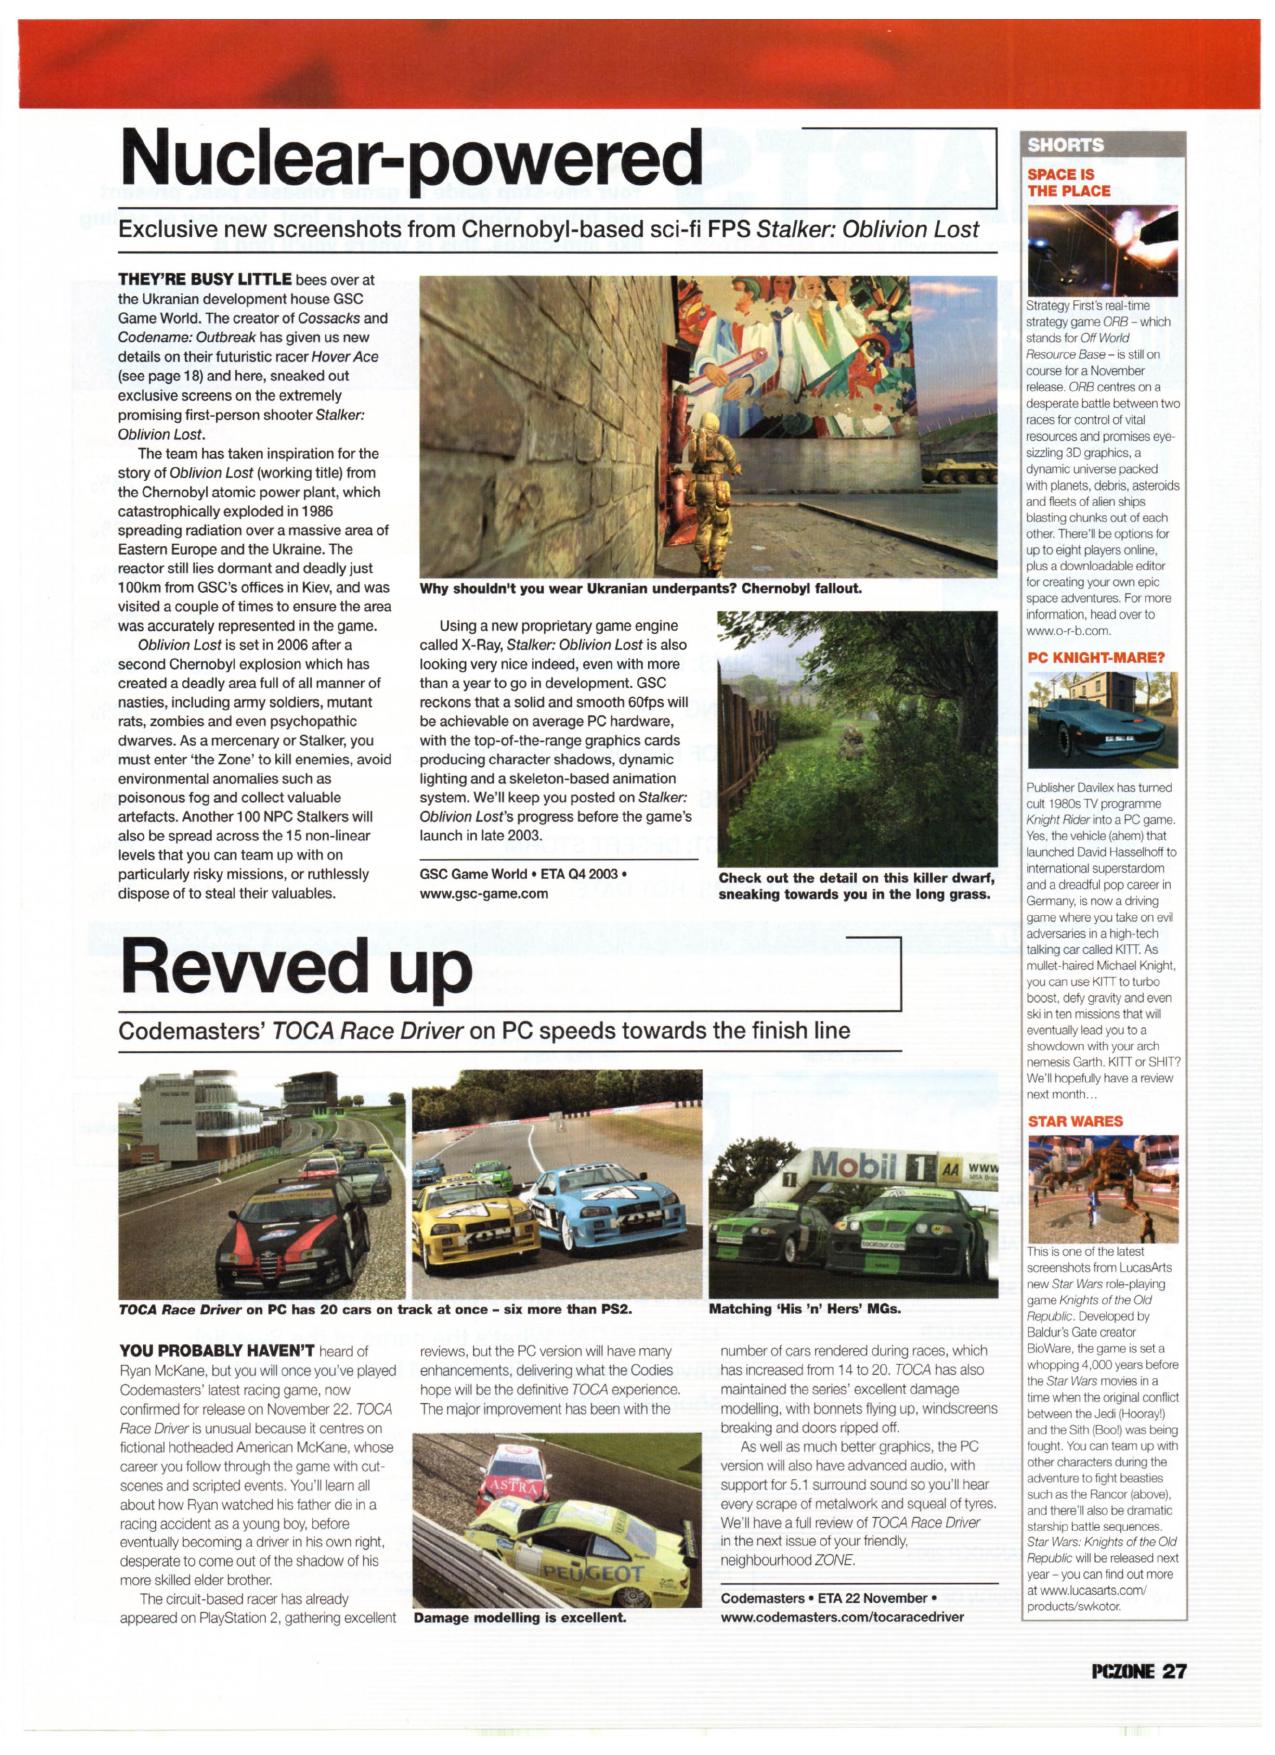 Nuclear-powered
Exclusive new screenshots from Chernobyl-based sci-fi FPS Stalker: Oblivion Lost
THEY'RE BUSY LITTLE bees over at
the Ukranian development house GSC
Game World. The creator of Cossacks and
Codename: Outbreak has given us new
details on their futuristic racer Hover Ace
(see page 18) and here, sneaked out
exclusive screens on the extremely
promising first-person shooter Stalker:
Oblivion Lost.
The team has taken inspiration for the
story of Oblivion Lost (working title) from
the Chernobyl atomic power plant, which
catastrophically exploded in 1986
spreading radiation over a massive area of
Eastern Europe and the Ukraine. The
reactor still lies dormant and deadly just
100km from GSC's offices in Kiev, and was
visited a couple of times to ensure the area
was accurately represented in the game.
Oblivion Lost is set in 2006 after a
second Chernobyl explosion which has
created a deadly area full of all manner of
nasties, including army soldiers, mutant
rats, zombies and even psychopathic
dwarves. As a mercenary or Stalker, you
must enter 'the Zone' to kill enemies, avoid
environmental anomalies such as
poisonous fog and collect valuable
artefacts. Another 100 NPC Stalkers will
also be spread across the 15 non-linear
levels that you can team up with on
particularly risky missions, or ruthlessly
dispose of to steal their valuables.
Why shouldn't you wear Ukranian underpants? Chernobyl fallout.
Using a new proprietary game engine
called X-Ray, Stalker: Oblivion Lost is also
looking very nice indeed, even with more
than a year to go in development. GSC
reckons that a solid and smooth 60fps will
be achievable on average PC hardware,
with the top-of-the-range graphics cards
producing character shadows, dynamic
lighting and a skeleton-based animation
system. We'll keep you posted on Stalker:
Oblivion Lost's progress before the game's
launch in late 2003.
GSC Game World • ETA Q4 2003 •
www.gsc-game.com
Check out the detail on this killer dwarf,
sneaking towards you in the long grass.
Revved up
Codemasters' TOCA Race Driver on PC speeds towards the finish line
Mobil 1
AA
www
1
KON
KON
tocatour.com
TOCA Race Driver on PC has 20 cars on track at once – six more than PS2.
Matching 'His 'n' Hers' MGs.
YOU PROBABLY HAVEN'T heard of
Ryan McKane, but you will once you've played
Codemasters' latest racing game, now
confirmed for release on November 22. TOCA
Race Driver is unusual because it centres on
fictional hotheaded American McKane, whose
career you follow through the game with cut-
scenes and scripted events. You'll learn all
about how Ryan watched his father die in a
racing accident as a young boy, before
eventually becoming a driver in his own right,
desperate to come out of the shadow of his
more skilled elder brother.
The circuit-based racer has already
appeared on PlayStation 2, gathering excellent
reviews, but the PC version will have many
enhancements, delivering what the Codies
hope will be the definitive TOCA experience.
The major improvement has been with the
ASTRA
PEUGEOT
Damage modelling is excellent.
number of cars rendered during races, which
has increased from 14 to 20. TOCA has also
maintained the series' excellent damage
modelling, with bonnets flying up, windscreens
breaking and doors ripped off.
As well as much better graphics, the PC
version will also have advanced audio, with
support for 5.1 surround sound so you'll hear
every scrape of metalwork and squeal of tyres.
We'll have a full review of TOCA Race Driver
in the next issue of your friendly,
neighbourhood ZONE.
Codemasters • ETA 22 November •
www.codemasters.com/tocaracedriver
SHORTS
SPACE IS
THE PLACE
Strategy First's real-time
strategy game ORB – which
stands for Off World
Resource Base – is still on
course for a November
release. ORB centres on a
desperate battle between two
races for control of vital
resources and promises eye-
sizzling 3D graphics, a
dynamic universe packed
with planets, debris, asteroids
and fleets of alien ships
blasting chunks out of each
other. There'll be options for
up to eight players online,
plus a downloadable editor
for creating your own epic
space adventures. For more
information, head over to
www.o-r-b.com.
PC KNIGHT-MARE?
Publisher Davilex has turned
cult 1980s TV programme
Knight Rider into a PC game.
Yes, the vehicle (ahem) that
launched David Hasselhoff to
international superstardom
and a dreadful pop career in
Germany, is now a driving
game where you take on evil
adversaries in a high-tech
talking car called KITT. As
mullet-haired Michael Knight,
you can use KITT to turbo
boost, defy gravity and even
ski in ten missions that will
eventually lead you to a
showdown with your arch
nemesis Garth. KITT or SHIT?
We'll hopefully have a review
next month...
STAR WARES
This is one of the latest
screenshots from LucasArts
new Star Wars role-playing
game Knights of the Old
Republic. Developed by
Baldur's Gate creator
BioWare, the game is set a
whopping 4,000 years before
the Star Wars movies in a
time when the original conflict
between the Jedi (Hooray!)
and the Sith (Boo!) was being
fought. You can team up with
other characters during the
adventure to fight beasties
such as the Rancor (above),
and there'll also be dramatic
starship battle sequences.
Star Wars: Knights of the Old
Republic will be released next
year – you can find out more
at www.lucasarts.com/
products/swkotor.
PCZONE 27